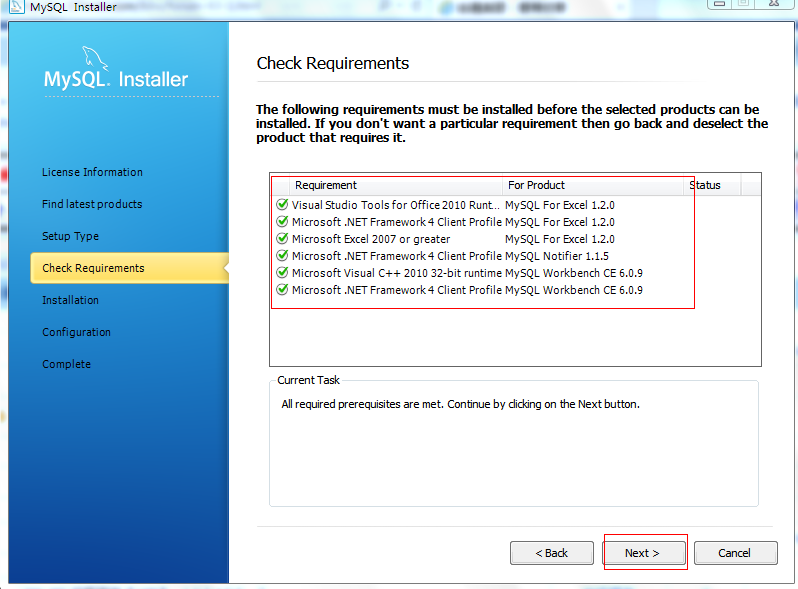 MySQL Installer
MySQL. Installer
License Information
Find latest products
Setup Type
Check Requirements
Installation
Configuration
Complete
Check Requirements
The following requirements must be installed before the selected products can be
installed. If you don't want a particular requirement then go back and deselect the
product that requires it.
Requirement For Product Status
Visual Studio Tools for Office 2010 Runt... MySQL For Excel 1.2.0
Microsoft .NET Framework 4 Client Profile MySQL For Excel 1.2.0
Microsoft Excel 2007 or greater MySQL For Excel 1.2.0
Microsoft .NET Framework 4 Client Profile MySQL Notifier 1.1.5
Microsoft Visual C++ 2010 32-bit runtime MySQL Workbench CE 6.0.9
Microsoft .NET Framework 4 Client Profile MySQL Workbench CE 6.0.9
Current Task
All required prerequisites are met. Continue by clicking on the Next button.
< Back Next > Cancel